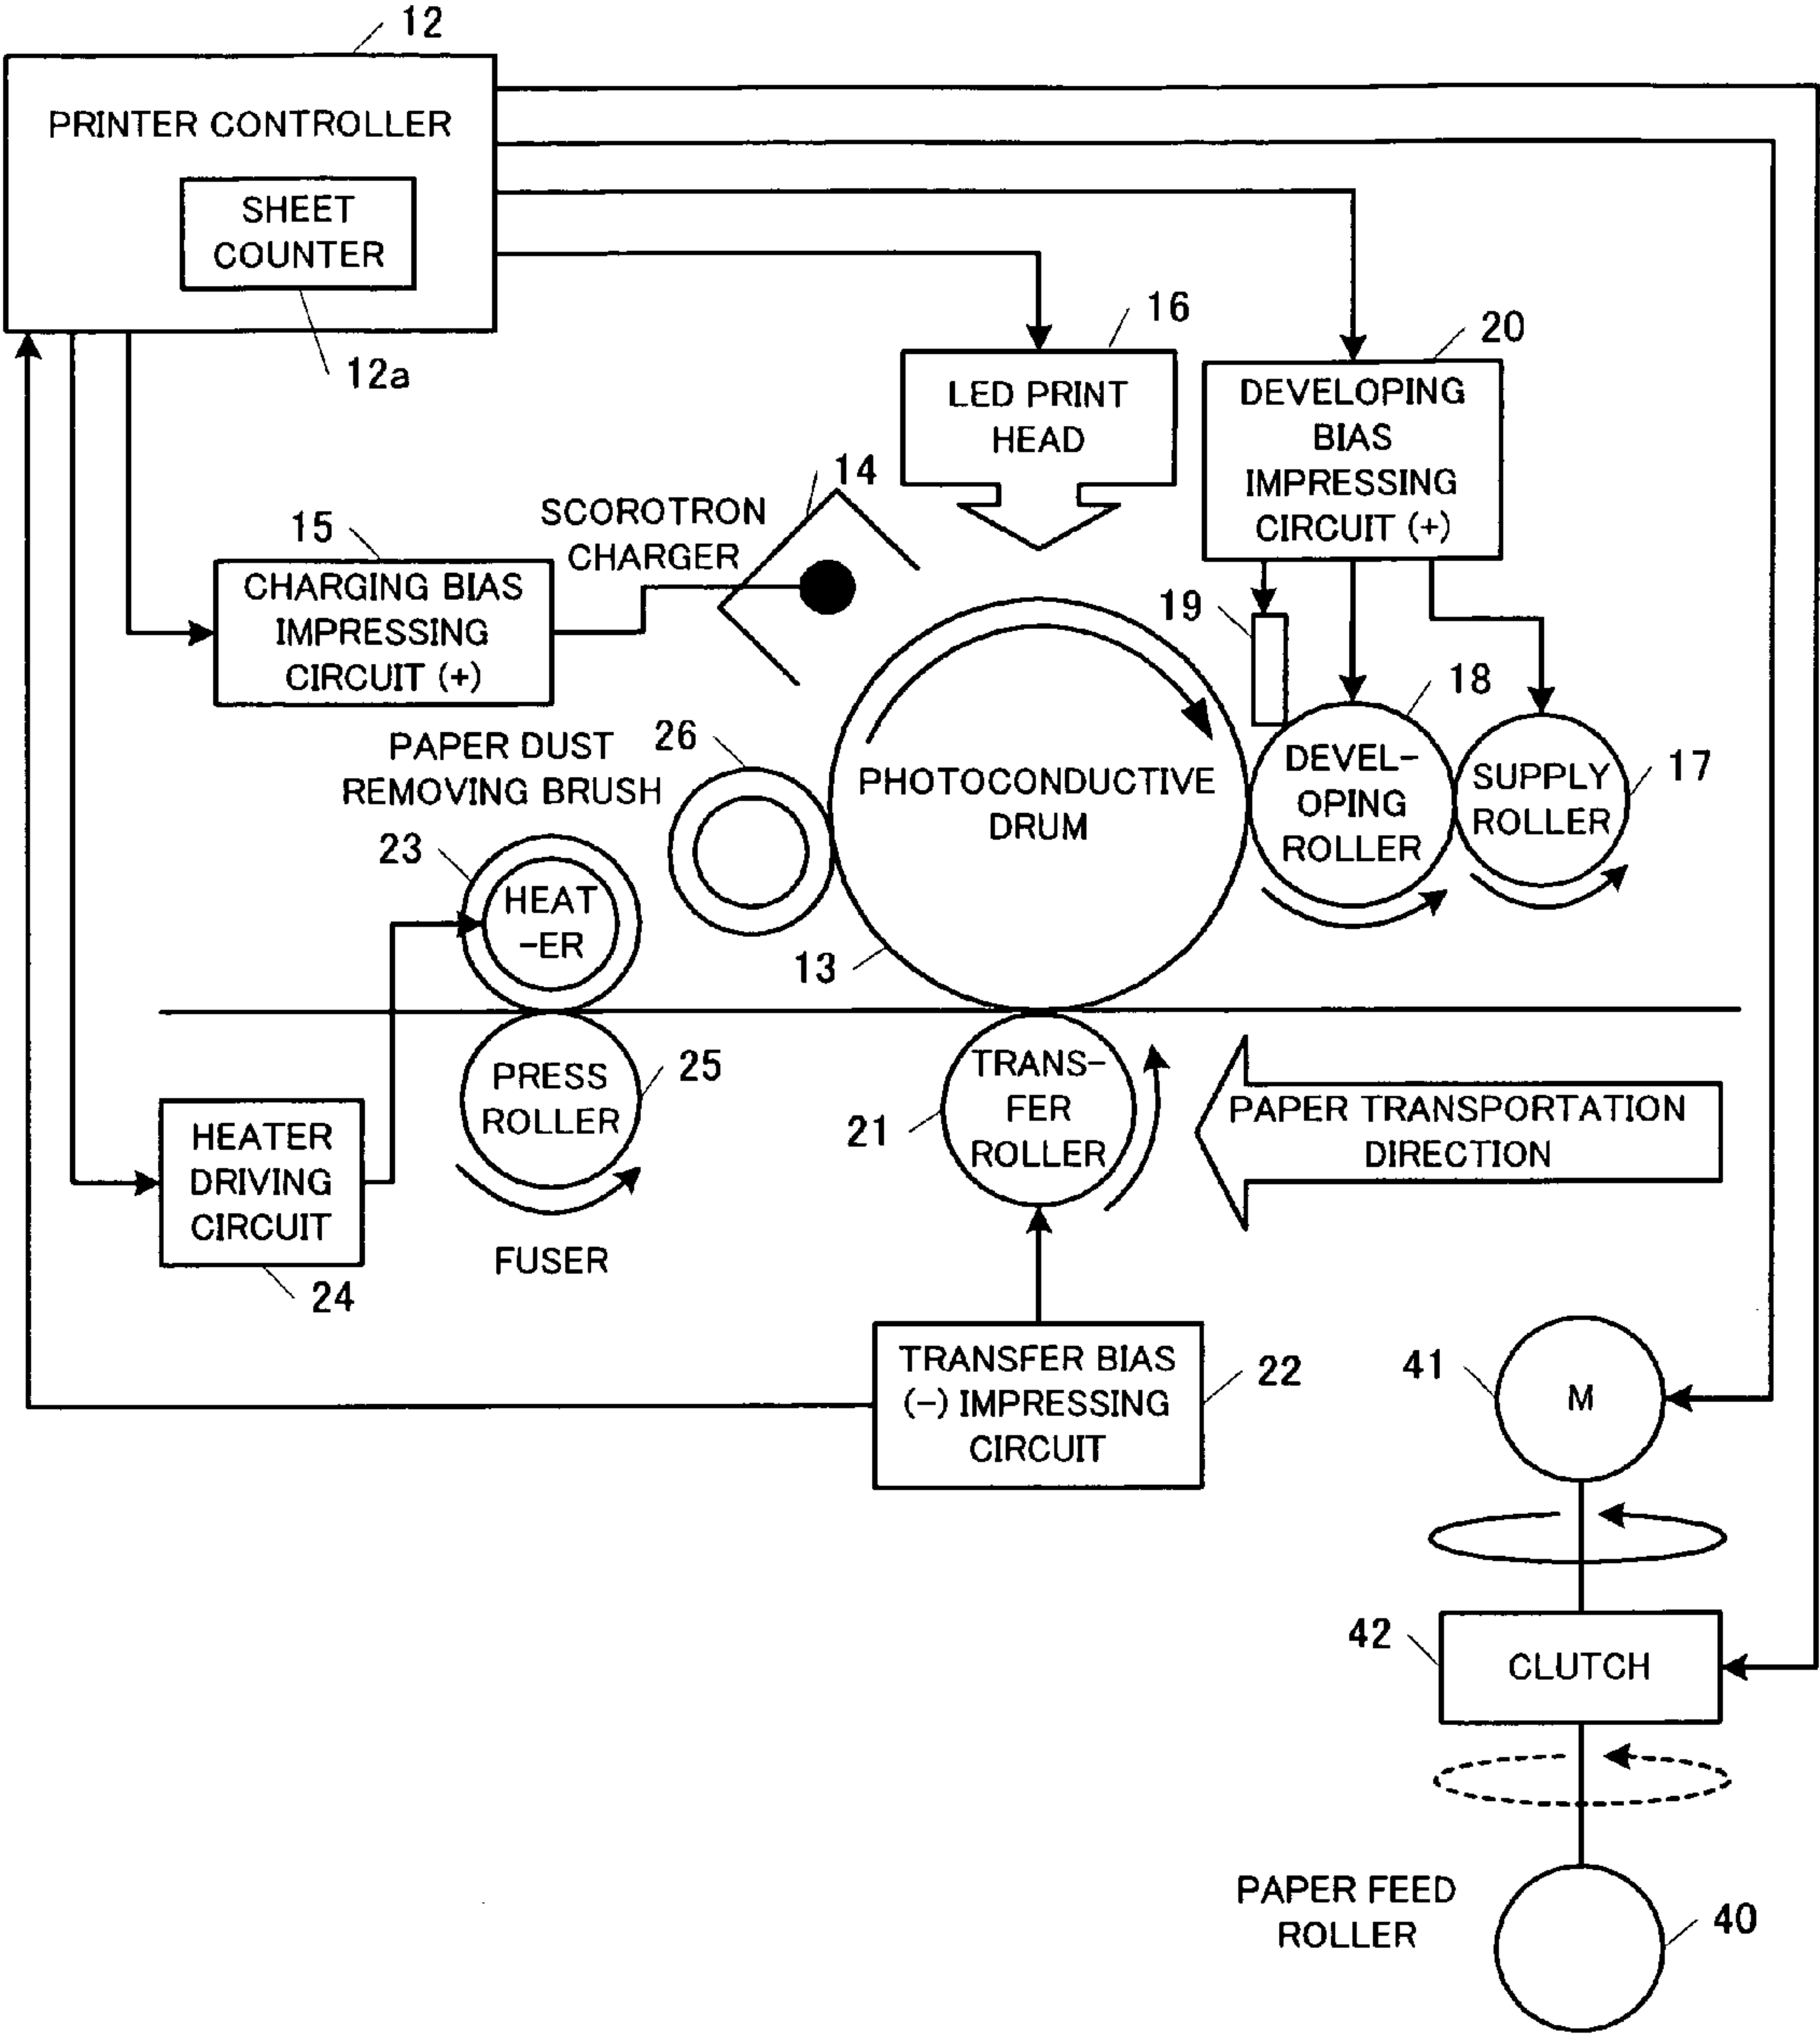 12
PRINTER CONTROLLER
SHEET
COUNTER
12a
16
LED PRINT
HEAD
20
DEVELOPING
BIAS
IMPRESSING
CIRCUIT (+)
14
SCOROTRON
CHARGER
15
CHARGING BIAS
IMPRESSING
CIRCUIT (+)
19
18
DEVEL-
OPING
ROLLER
17
SUPPLY
ROLLER
PHOTOCONDUCTIVE
DRUM
13
26
PAPER DUST
REMOVING BRUSH
23
HEAT
-ER
PRESS
ROLLER
25
FUSER
HEATER
DRIVING
CIRCUIT
24
TRANS-
FER
ROLLER
21
PAPER TRANSPORTATION
DIRECTION
TRANSFER BIAS
(-) IMPRESSING
CIRCUIT
22
41
M
42
CLUTCH
PAPER FEED
ROLLER
40